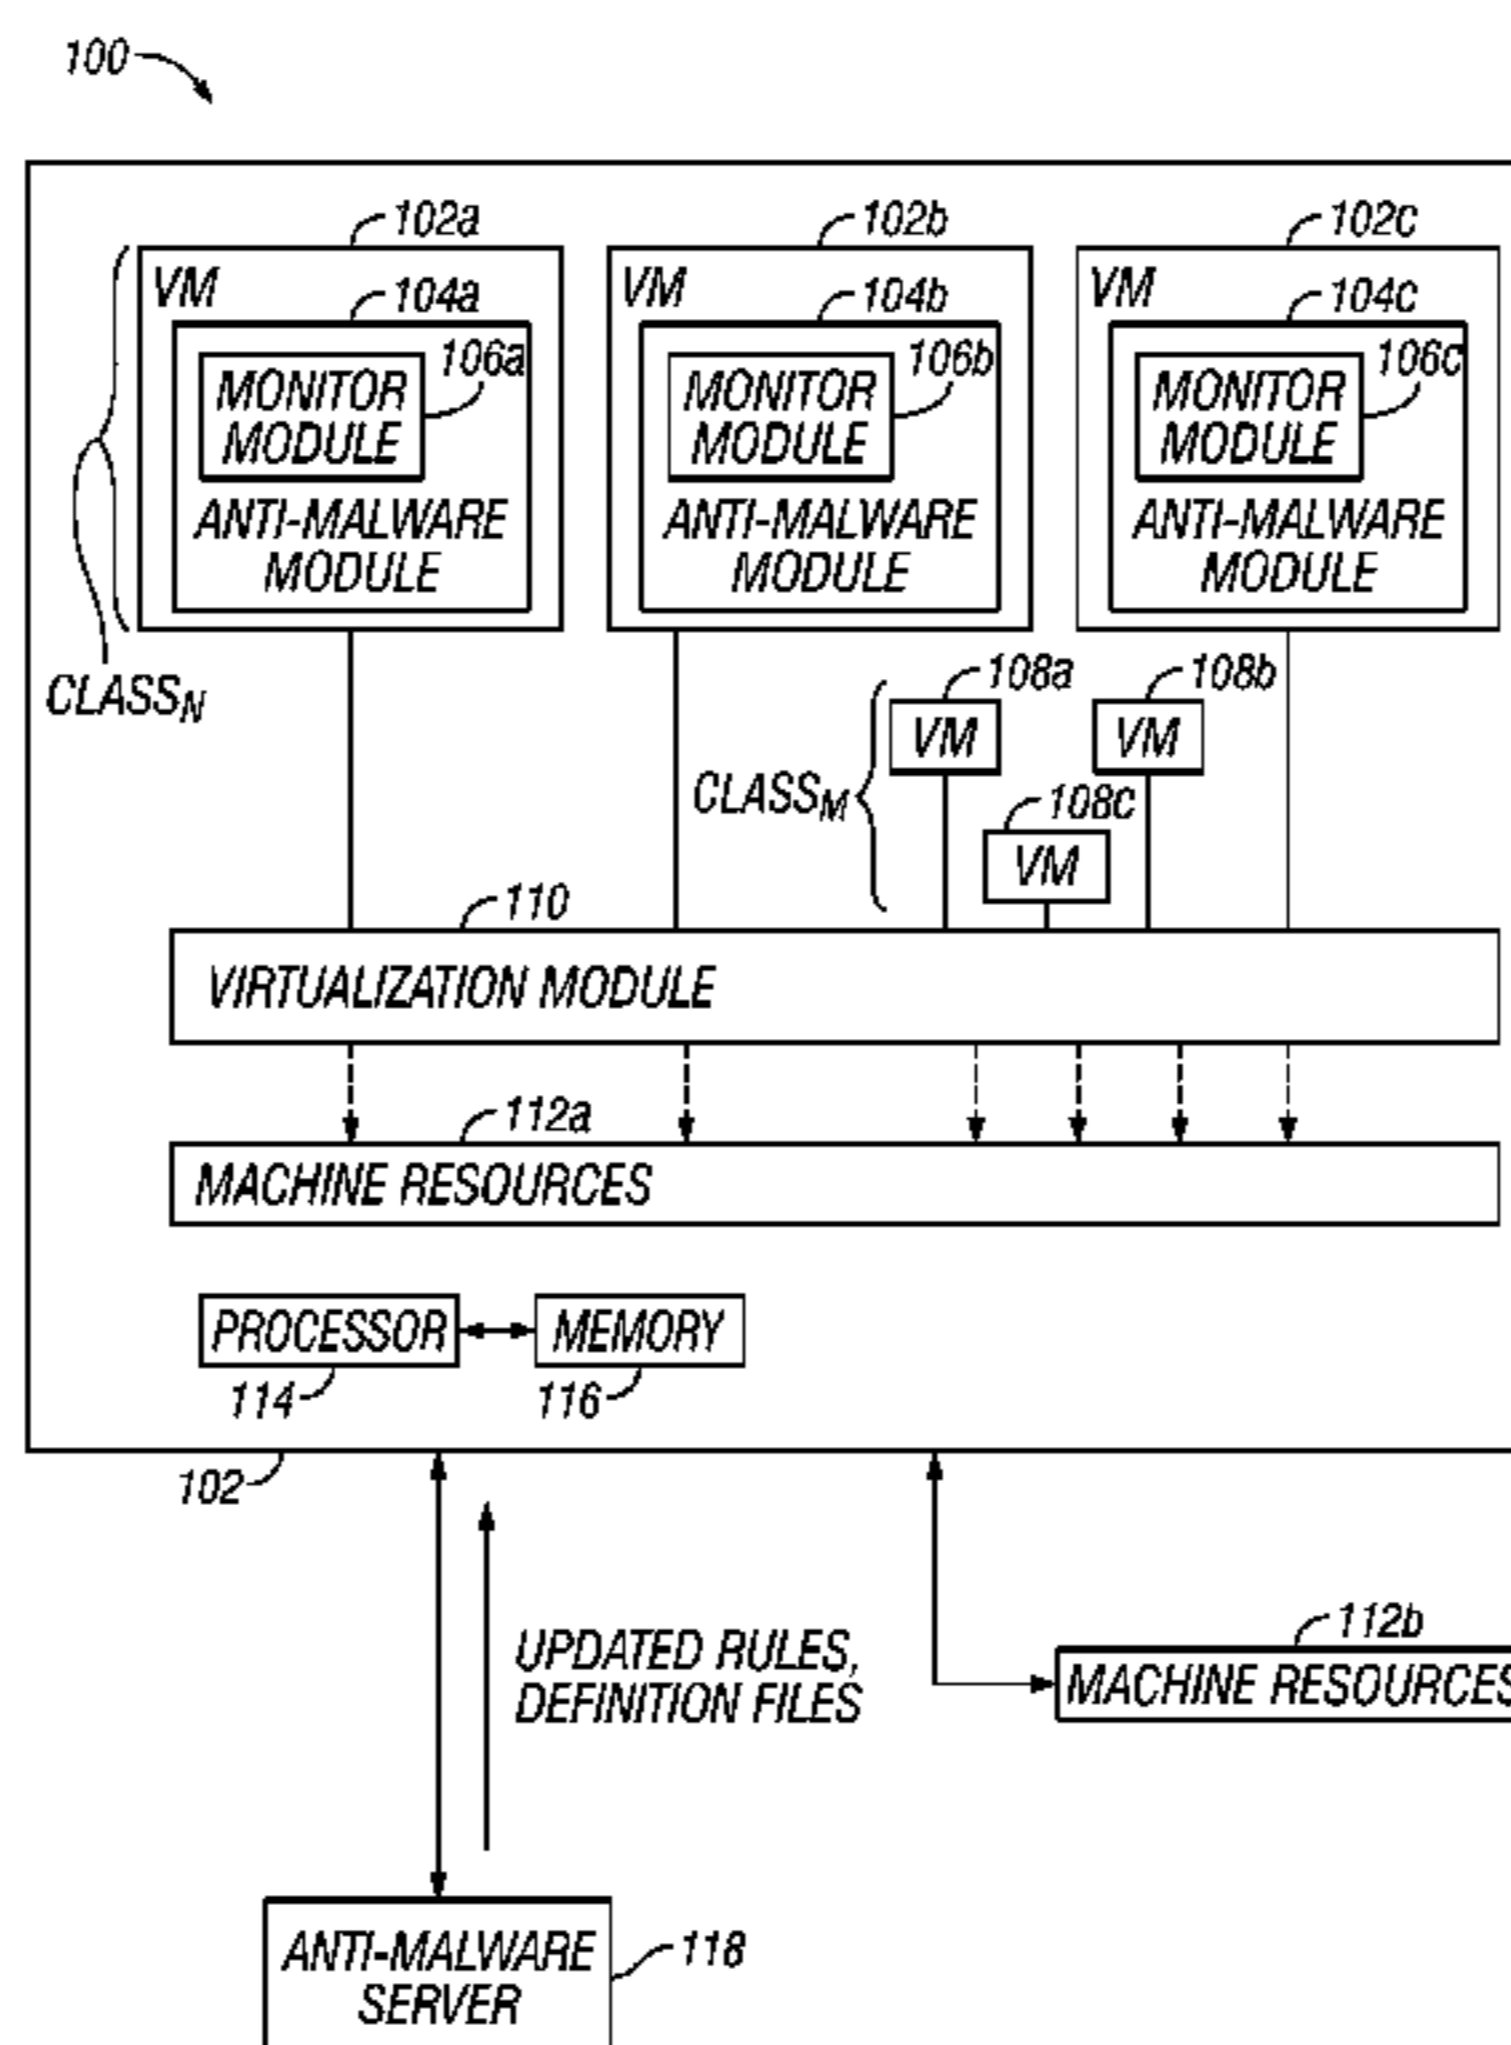 100
102a
102b
102c
VM
VM
VM
104a
104b
104c
106a
106b
106c
MONITOR
MODULE
MONITOR
MODULE
MONITOR
MODULE
ANTI-MALWARE
MODULE
ANTI-MALWARE
MODULE
ANTI-MALWARE
MODULE
CLASSN
108a
108b
VM
VM
CLASSM
108c
VM
110
VIRTUALIZATION MODULE
112a
MACHINE RESOURCES
PROCESSOR
MEMORY
114
116
102
UPDATED RULES,
DEFINITION FILES
112b
MACHINE RESOURCES
ANTI-MALWARE
SERVER
118